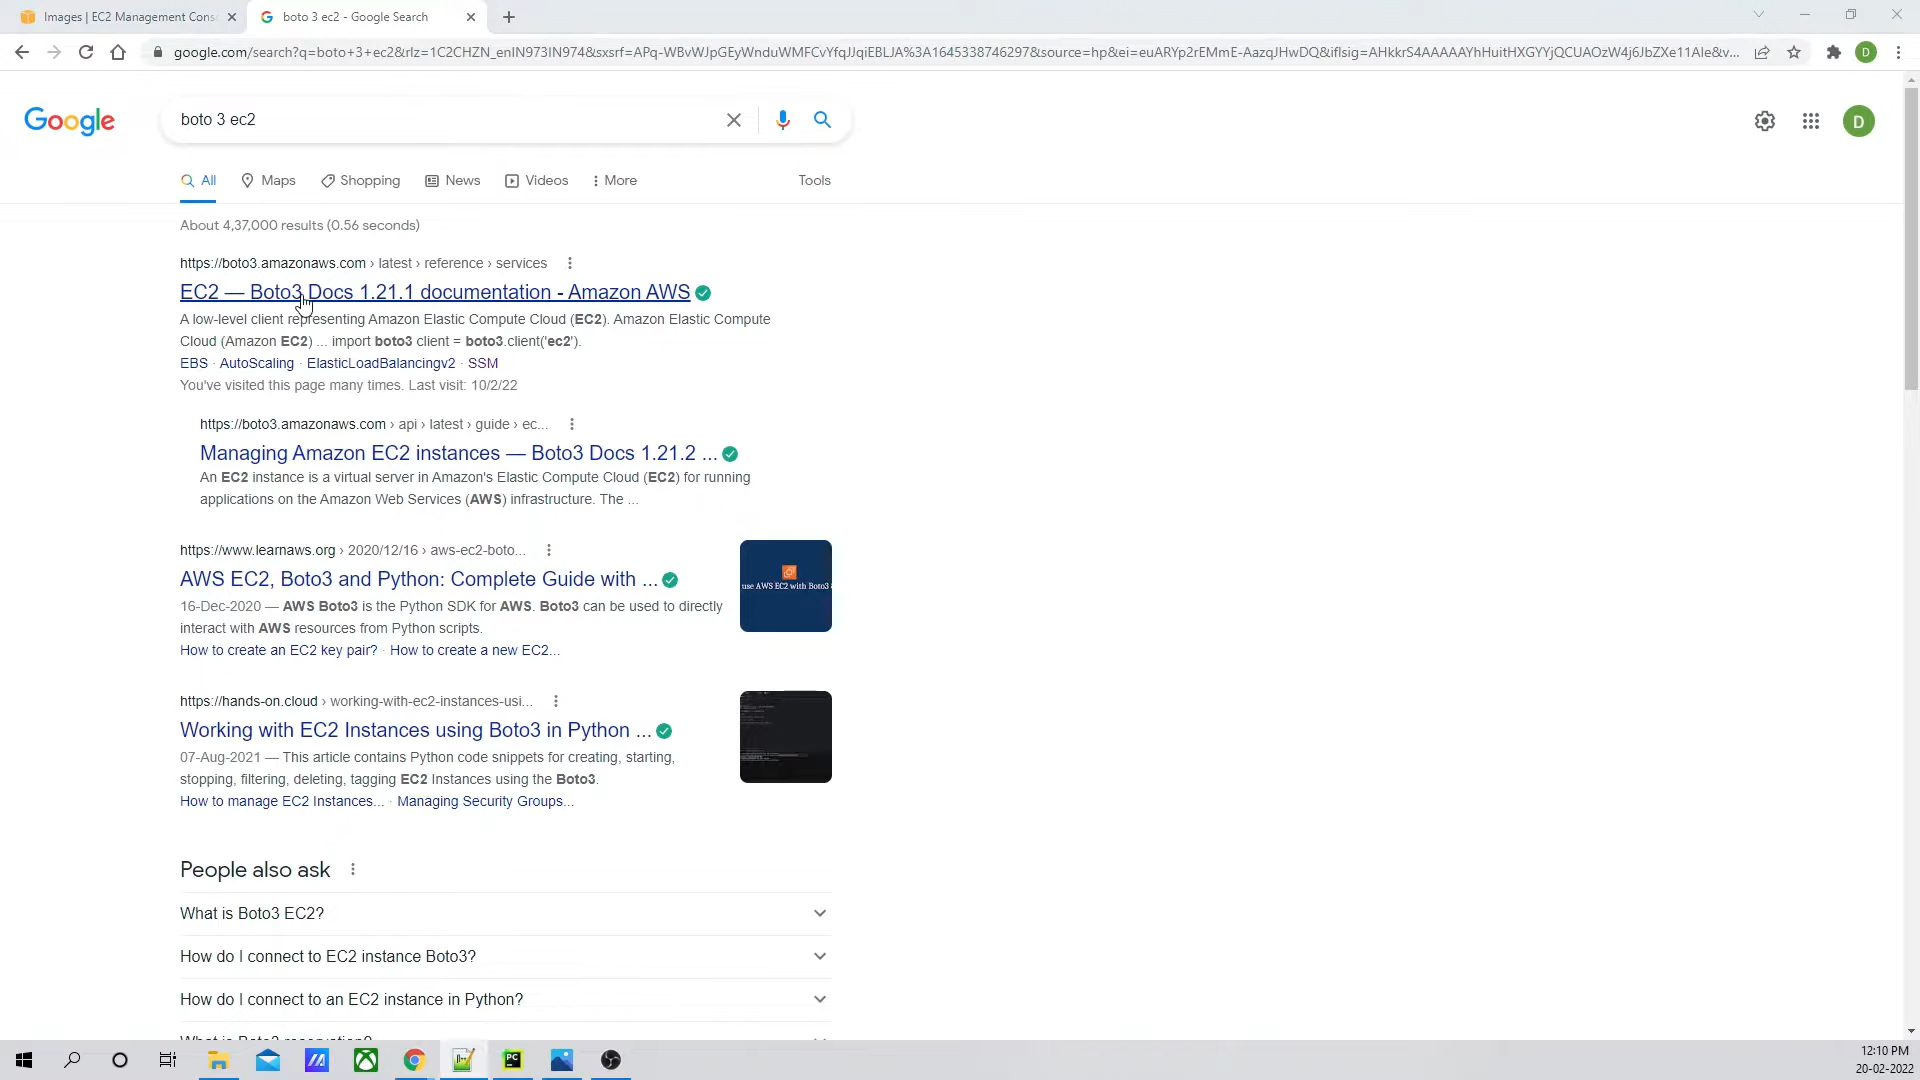 Images | EC2 Management Cons
boto 3 ec2 - Google Search
google.com/search?q=boto+3+ec2&rlz=1C2CHZN_enIN973IN974&sxsrf=APq-WBvWJpGEyWnduWMFCvYfqJJqiEBLJA%3A1645338746297&source=hp&ei=euARYp2rEMmE-AazqJHwDQ&iflsig=AHkkrS4AAAAAYhHuitHXGYYjQCUAOzW4j6JbZXe11Ale&v...
D
Google
boto 3 ec2
D
All
Maps
Shopping
News
Videos
More
Tools
About 4,37,000 results (0.56 seconds)
https://boto3.amazonaws.com › latest › reference › services
EC2 — Boto3 Docs 1.21.1 documentation - Amazon AWS
A low-level client representing Amazon Elastic Compute Cloud (EC2). Amazon Elastic Compute
Cloud (Amazon EC2) ... import boto3 client = boto3.client('ec2').
EBS · AutoScaling · ElasticLoadBalancingv2 · SSM
You've visited this page many times. Last visit: 10/2/22
https://boto3.amazonaws.com › api › latest › guide › ec...
Managing Amazon EC2 instances — Boto3 Docs 1.21.2 ...
An EC2 instance is a virtual server in Amazon's Elastic Compute Cloud (EC2) for running
applications on the Amazon Web Services (AWS) infrastructure. The ...
https://www.learnaws.org › 2020/12/16 › aws-ec2-boto...
AWS EC2, Boto3 and Python: Complete Guide with ...
16-Dec-2020 — AWS Boto3 is the Python SDK for AWS. Boto3 can be used to directly
interact with AWS resources from Python scripts.
How to create an EC2 key pair? · How to create a new EC2...
use AWS EC2 with Boto3
https://hands-on.cloud › working-with-ec2-instances-usi...
Working with EC2 Instances using Boto3 in Python ...
07-Aug-2021 — This article contains Python code snippets for creating, starting,
stopping, filtering, deleting, tagging EC2 Instances using the Boto3.
How to manage EC2 Instances... · Managing Security Groups...
People also ask
What is Boto3 EC2?
How do I connect to EC2 instance Boto3?
How do I connect to an EC2 instance in Python?
What is Boto3 reservation?
PC
12:10 PM
20-02-2022